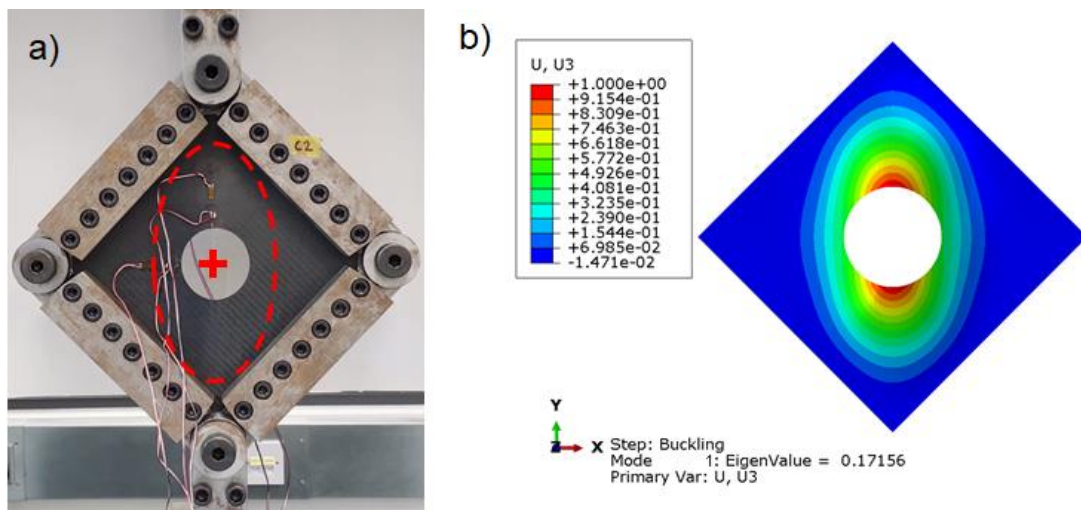 a)
C2
b)
U, U3
+1.000e+00
+9.154e-01
+8.309e-01
+7.463e-01
+6.618e-01
+5.772e-01
+4.926e-01
+4.081e-01
+3.235e-01
+2.390e-01
+1.544e-01
+6.985e-02
-1.471e-02
Y
Z X
Step: Buckling
Mode 1: EigenValue = 0.17156
Primary Var: U, U3